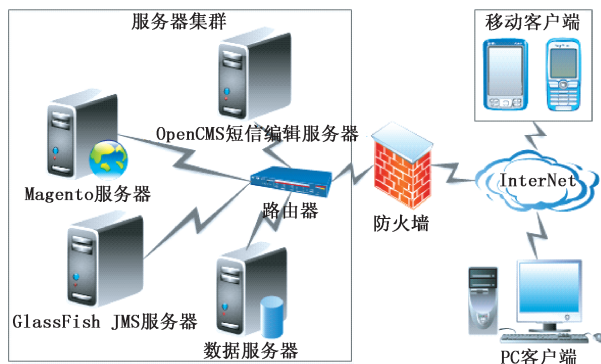 服务器集群
移动客户端
OpenCMS短信编辑服务器
Magento服务器
路由器
防火墙
InterNet
GlassFish JMS服务器
数据服务器
PC客户端